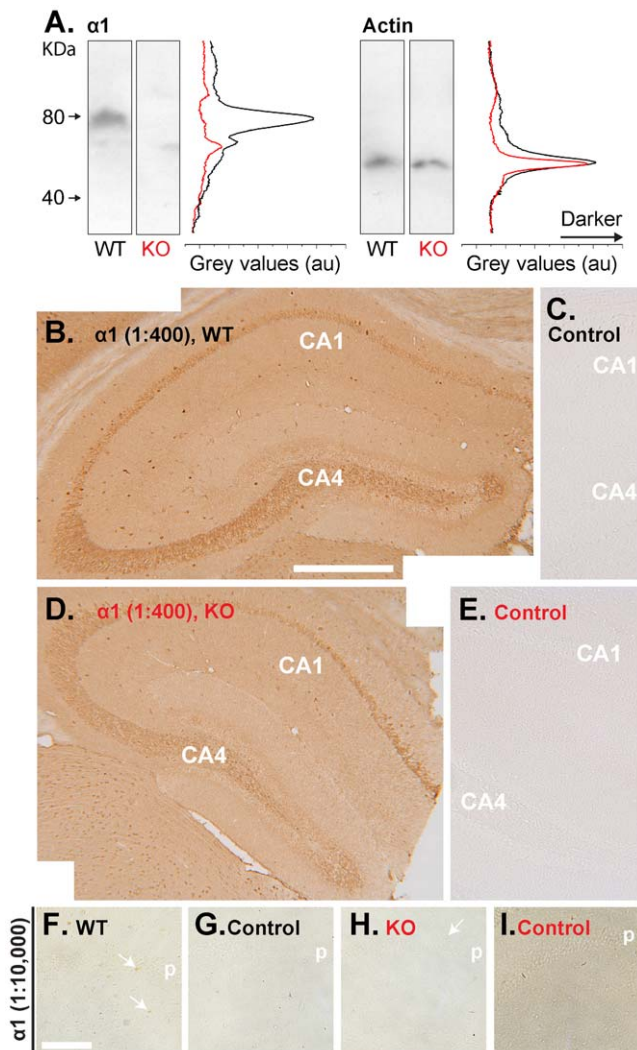 A. α1
Actin
KDa
80
40
WT KO
WT KO
Darker
Grey values (au)
Grey values (au)
B. α1 (1:400), WT
CA1
CA4
C.
Control
CA1
CA4
D. α1 (1:400), KO
CA1
CA4
E. Control
CA1
CA4
α1 (1:10,000)
F. WT
p
G. Control
p
H. KO
p
I. Control
p